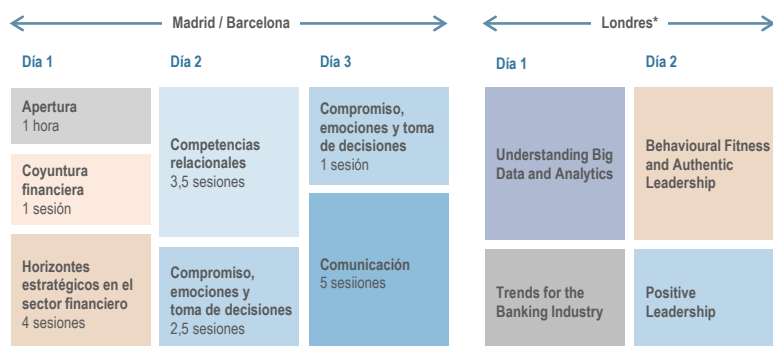 Madrid / Barcelona
Londres*
Día 1
Día 2
Día 3
Día 1
Día 2
Apertura
1 hora
Coyuntura
financiera
1 sesión
Horizontes
estratégicos en el
sector financiero
4 sesiones
Competencias
relacionales
3,5 sesiones
Compromiso,
emociones y
toma de decisiones
2,5 sesiones
Compromiso,
emociones y toma
de decisiones
1 sesión
Comunicación
5 sesiiones
Understanding Big
Data and Analytics
Trends for the
Banking Industry
Behavioural Fitness
and Authentic
Leadership
Positive
Leadership